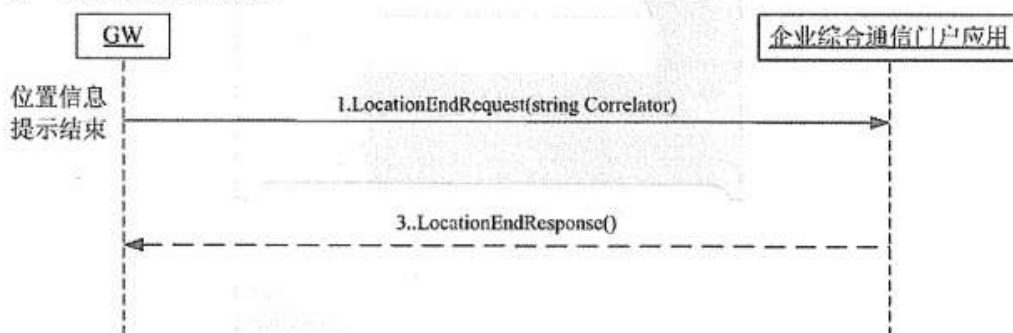 GW
企业综合通信门户应用
位置信息
提示结束
1.LocationEndRequest(string Correlator)
3..LocationEndResponse()